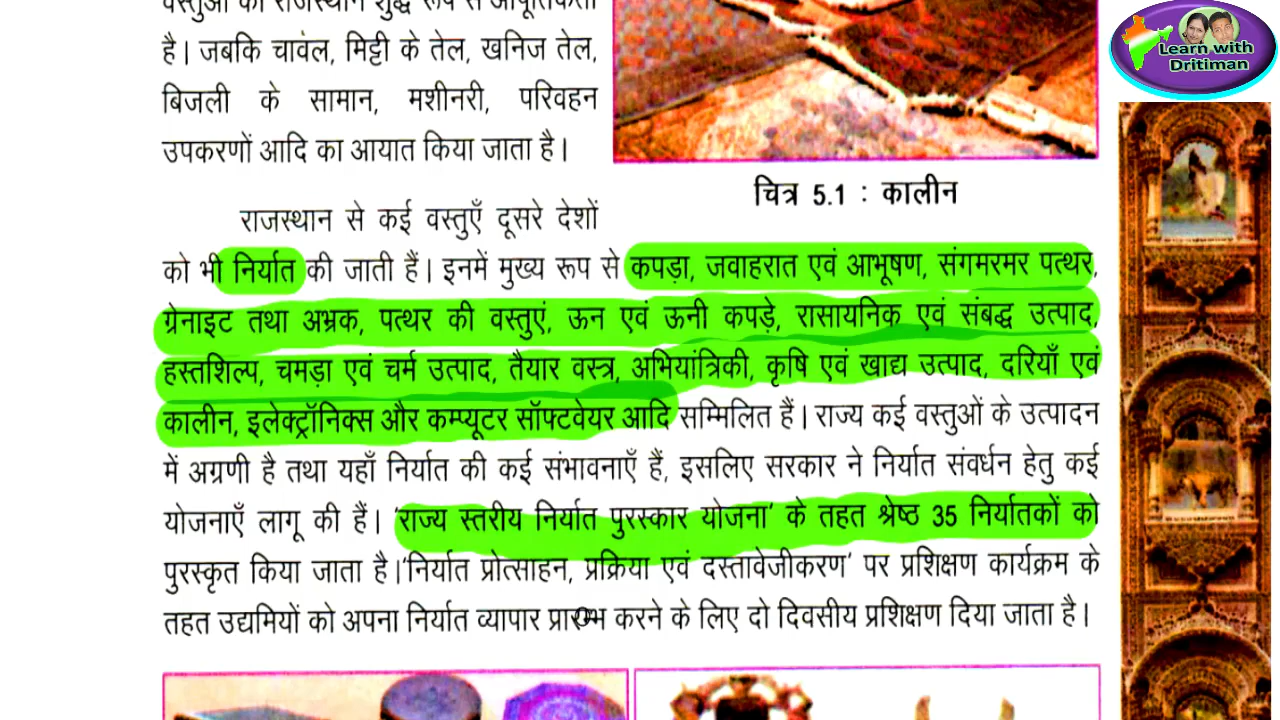 वस्तुओं का राजस्थान शुद्ध रूप से आपूर्तिकर्ता
है। जबकि चावंल, मिट्टी के तेल, खनिज तेल,
बिजली के सामान, मशीनरी, परिवहन
उपकरणों आदि का आयात किया जाता है।
चित्र 5.1 : कालीन
राजस्थान से कई वस्तुएँ दूसरे देशों
को भी निर्यात की जाती हैं। इनमें मुख्य रूप से कपड़ा, जवाहरात एवं आभूषण, संगमरमर पत्थर,
ग्रेनाइट तथा अभ्रक, पत्थर की वस्तुएं, ऊन एवं ऊनी कपड़े, रासायनिक एवं संबद्ध उत्पाद,
हस्तशिल्प, चमड़ा एवं चर्म उत्पाद, तैयार वस्त्र, अभियांत्रिकी, कृषि एवं खाद्य उत्पाद, दरियाँ एवं
कालीन, इलेक्ट्रॉनिक्स और कम्प्यूटर सॉफ्टवेयर आदि सम्मिलित हैं। राज्य कई वस्तुओं के उत्पादन
में अग्रणी है तथा यहाँ निर्यात की कई संभावनाएँ हैं, इसलिए सरकार ने निर्यात संवर्धन हेतु कई
योजनाएँ लागू की हैं। 'राज्य स्तरीय निर्यात पुरस्कार योजना' के तहत श्रेष्ठ 35 निर्यातकों को
पुरस्कृत किया जाता है।'निर्यात प्रोत्साहन, प्रक्रिया एवं दस्तावेजीकरण' पर प्रशिक्षण कार्यक्रम के
तहत उद्यमियों को अपना निर्यात व्यापार प्रारम्भ करने के लिए दो दिवसीय प्रशिक्षण दिया जाता है।
Learn with
Dritiman